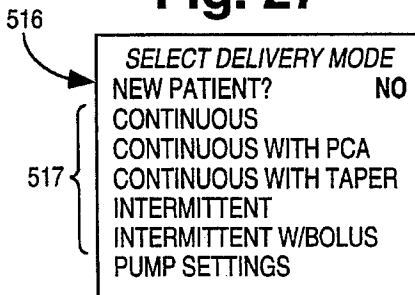 Fig. 27
516
SELECT DELIVERY MODE
NEW PATIENT? NO
CONTINUOUS
CONTINUOUS WITH PCA
517 CONTINUOUS WITH TAPER
INTERMITTENT
INTERMITTENT W/BOLUS
PUMP SETTINGS